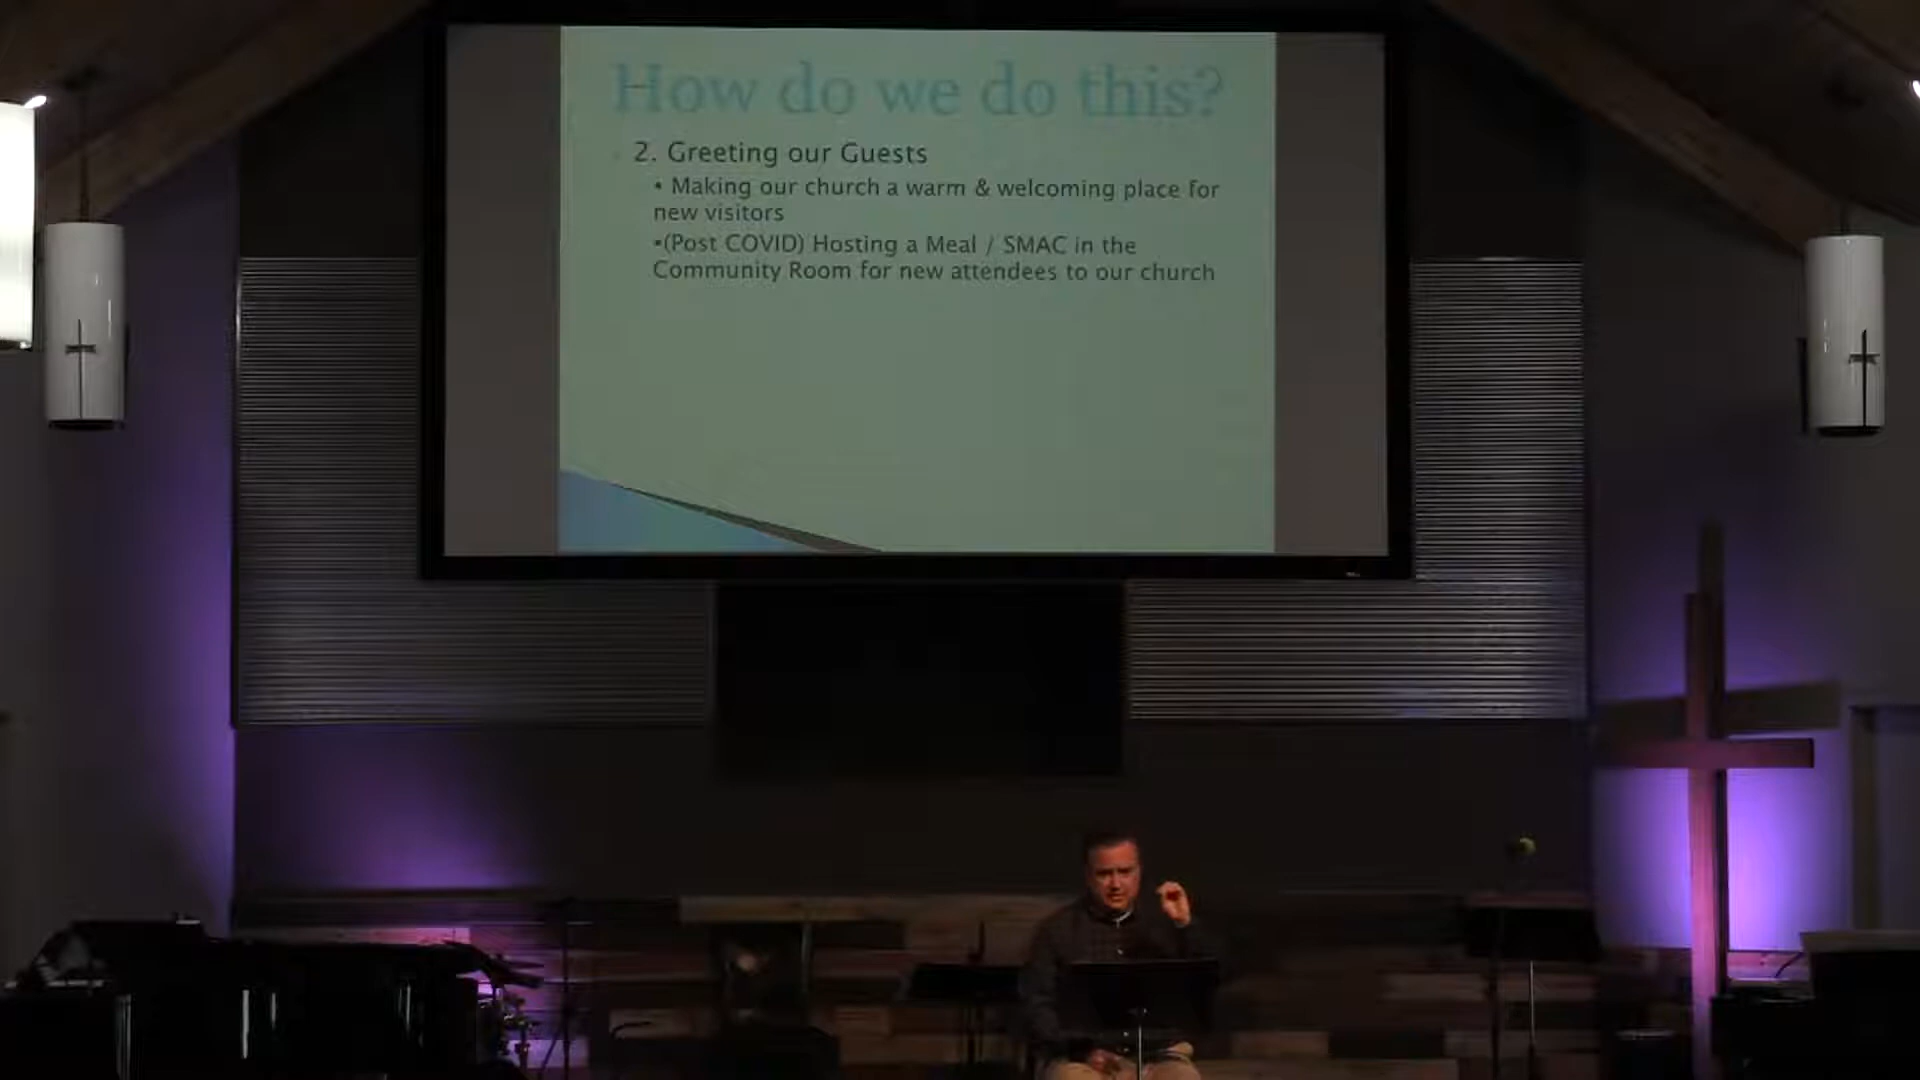 How do we do this?
2. Greeting our Guests
• Making our church a warm & welcoming place for
new visitors
•(Post COVID) Hosting a Meal / SMAC in the
Community Room for new attendees to our church